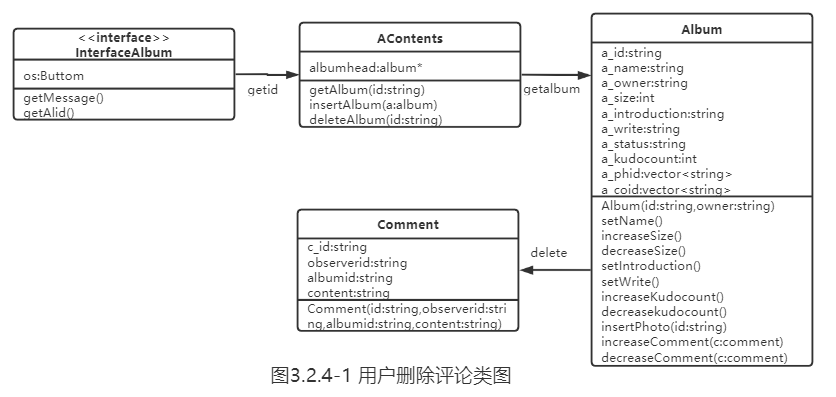 <<interface>>
InterfaceAlbum
os:Buttom
getMessage()
getAlid()
getid
AContents
albumhead:album*
getAlbum(id:string)
insertAlbum(a:album)
deleteAlbum(id:string)
getalbum
Album
a_id:string
a_name:string
a_owner:string
a_size:int
a_introduction:string
a_write:string
a_status:string
a_kudocount:int
a_phid:vector<string>
a_coid:vector<string>
Album(id:string,owner:string)
setName()
increaseSize()
decreaseSize()
setIntroduction()
setWrite()
increaseKudocount()
decreasekudocount()
insertPhoto(id:string)
increaseComment(c:comment)
decreaseComment(c:comment)
delete
Comment
c_id:string
observerid:string
albumid:string
content:string
Comment(id:string,observerid:stri
ng,albumid:string,content:string)
图3.2.4-1 用户删除评论类图